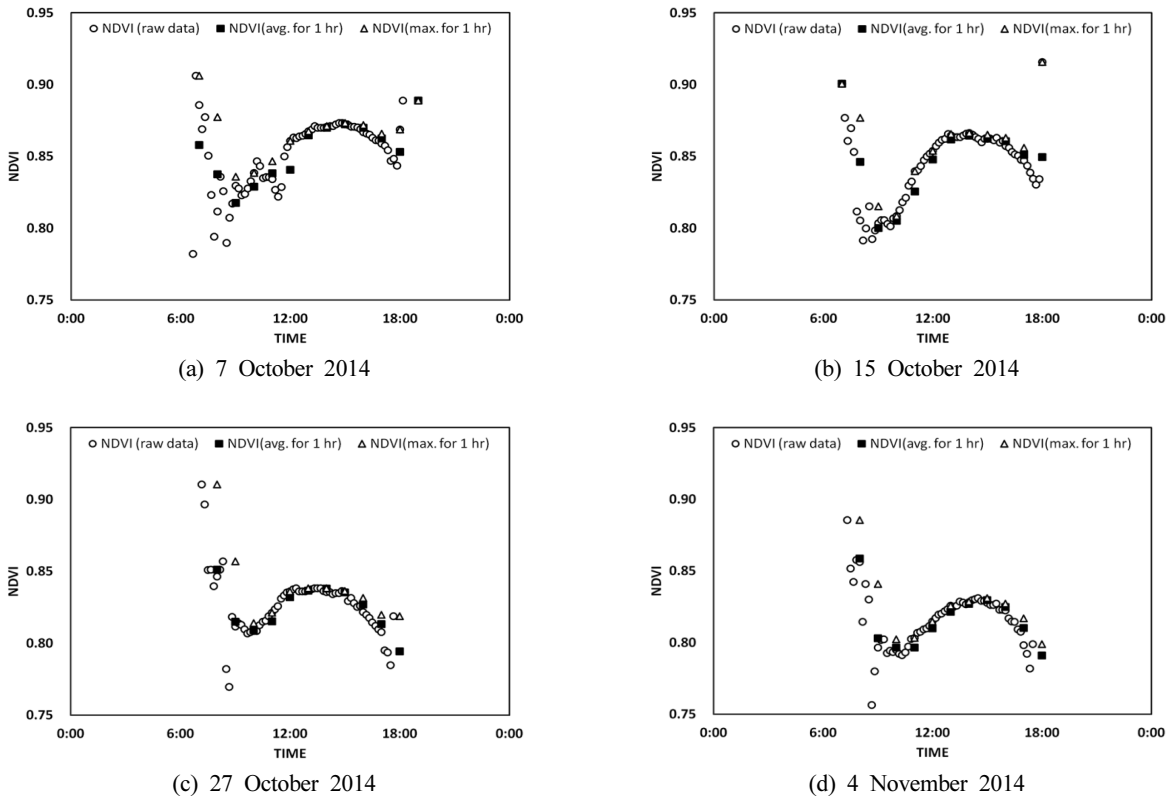 NDVI (raw data) NDVI(avg. for 1 hr) NDVI(max. for 1 hr)
0.95
0.90
0.85
0.80
0.75
NDVI
0:00 6:00 12:00 18:00 0:00
TIME
(a) 7 October 2014
NDVI (raw data) NDVI(avg. for 1 hr) NDVI(max. for 1 hr)
0.95
0.90
0.85
0.80
0.75
NDVI
0:00 6:00 12:00 18:00 0:00
TIME
(b) 15 October 2014
NDVI (raw data) NDVI(avg. for 1 hr) NDVI(max. for 1 hr)
0.95
0.90
0.85
0.80
0.75
NDVI
0:00 6:00 12:00 18:00 0:00
TIME
(c) 27 October 2014
NDVI (raw data) NDVI(avg. for 1 hr) NDVI(max. for 1 hr)
0.95
0.90
0.85
0.80
0.75
NDVI
0:00 6:00 12:00 18:00 0:00
TIME
(d) 4 November 2014